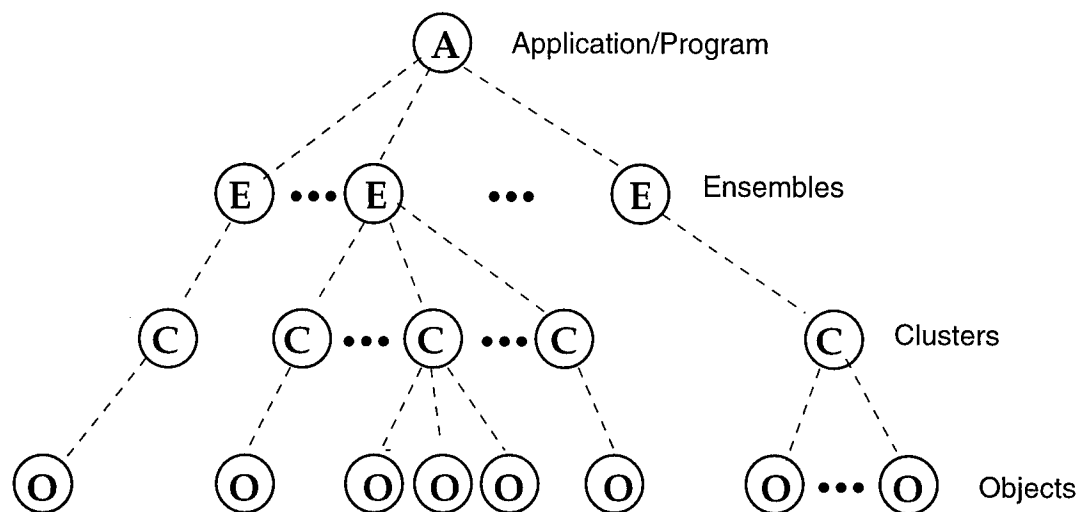 A Application/Program
E ••• E ••• E Ensembles
C C ••• C ••• C C Clusters
O O O O O O O ••• O Objects